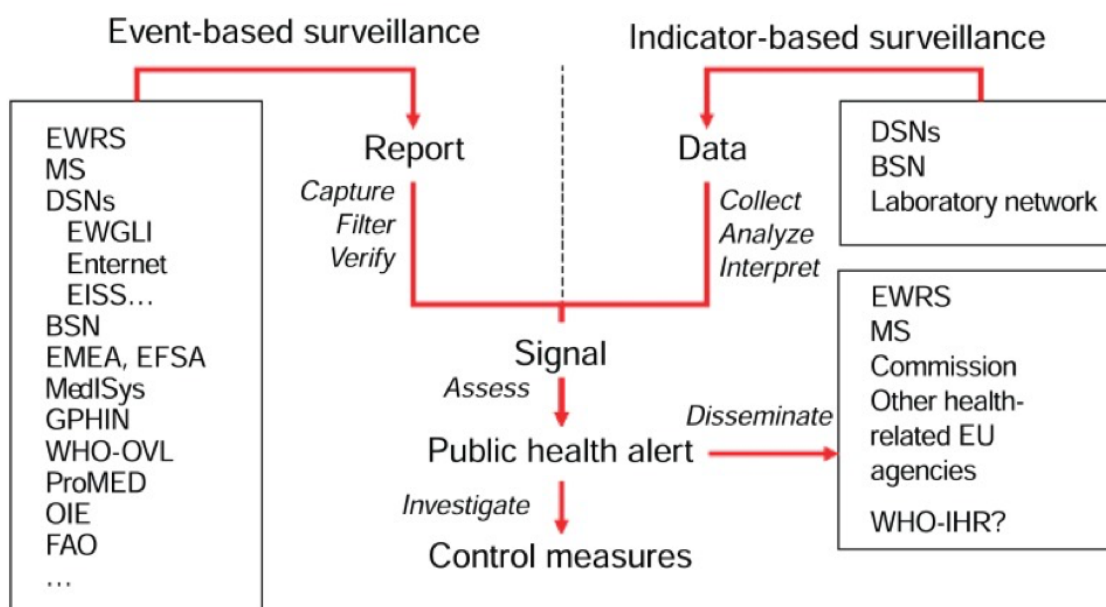 Event-based surveillance
Indicator-based surveillance
EWRS
MS
DSNs
EWGLI
Enternet
EISS…
BSN
EMEA, EFSA
MedISys
GPHIN
WHO-OVL
ProMED
OIE
FAO
…
Report
Capture
Filter
Verify
Data
Collect
Analyze
Interpret
DSNs
BSN
Laboratory network
Signal
Assess
Public health alert
Disseminate
Investigate
Control measures
EWRS
MS
Commission
Other health-
related EU
agencies
WHO-IHR?